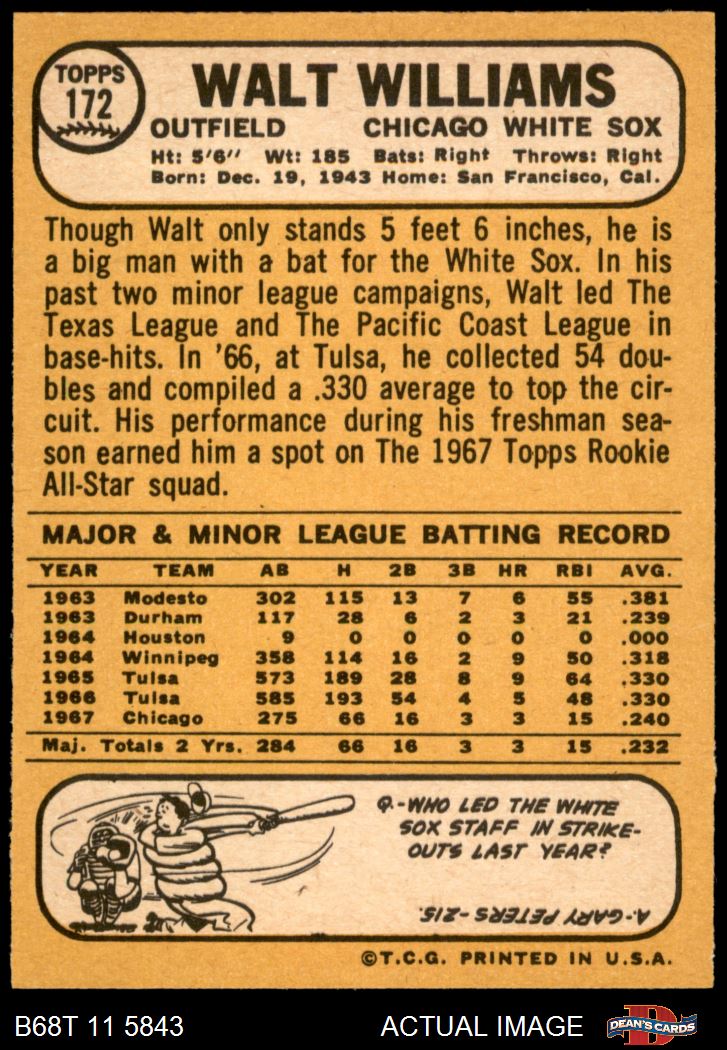 TOPPS
172
WALT WILLIAMS
OUTFIELD CHICAGO WHITE SOX
Ht: 5'6" Wt: 185 Bats: Right Throws: Right
Born: Dec. 19, 1943 Home: San Francisco, Cal.
Though Walt only stands 5 feet 6 inches, he is
a big man with a bat for the White Sox. In his
past two minor league campaigns, Walt led The
Texas League and The Pacific Coast League in
base-hits. In '66, at Tulsa, he collected 54 dou-
bles and compiled a .330 average to top the cir-
cuit. His performance during his freshman sea-
son earned him a spot on The 1967 Topps Rookie
All-Star squad.
MAJOR & MINOR LEAGUE BATTING RECORD
YEAR TEAM AB H 2B 3B HR RBI AVG.
1963 Modesto 302 115 13 7 6 55 .381
1963 Durham 117 28 6 2 3 21 .239
1964 Houston 9 0 0 0 0 0 .000
1964 Winnipeg 358 114 16 2 9 50 .318
1965 Tulsa 573 189 28 8 9 64 .330
1966 Tulsa 585 193 54 4 5 48 .330
1967 Chicago 275 66 16 3 3 15 .240
Maj. Totals 2 Yrs. 284 66 16 3 3 15 .232
Q.-WHO LED THE WHITE
SOX STAFF IN STRIKE-
OUTS LAST YEAR?
A.-GARY PETERS-215.
©T.C.G. PRINTED IN U.S.A.
B68T 11 5843 ACTUAL IMAGE
D
DEAN'S CARDS